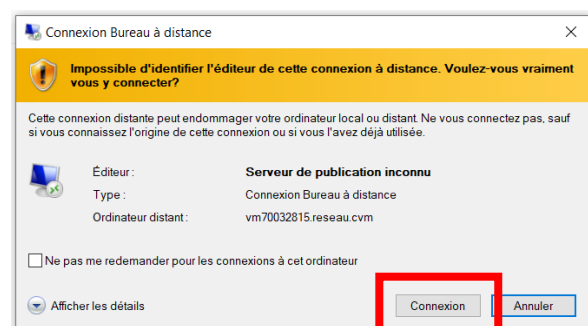 Connexion Bureau à distance
Impossible d'identifier l'éditeur de cette connexion à distance. Voulez-vous vraiment
vous y connecter?
Cette connexion distante peut endommager votre ordinateur local ou distant. Ne vous connectez pas, sauf
si vous connaissez l'origine de cette connexion ou si vous l'avez déjà utilisée.
Éditeur : Serveur de publication inconnu
Type : Connexion Bureau à distance
Ordinateur distant : vm70032815.reseau.cvm
Ne pas me redemander pour les connexions à cet ordinateur
Afficher les détails Connexion Annuler